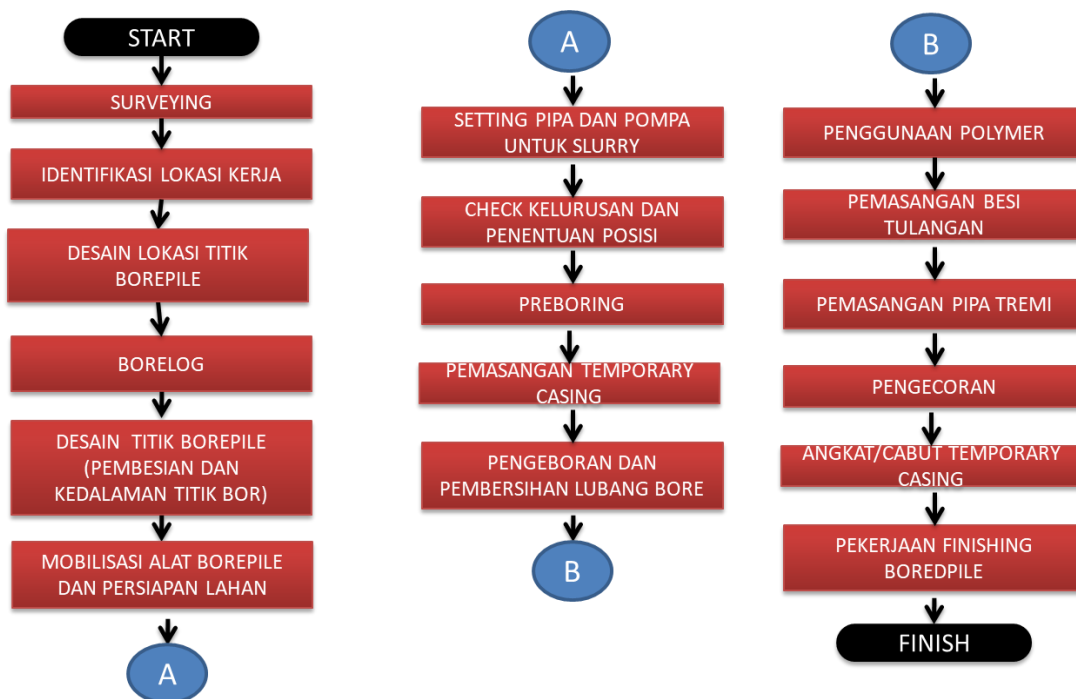 START
SURVEYING
IDENTIFIKASI LOKASI KERJA
DESAIN LOKASI TITIK
BOREPILE
BORELOG
DESAIN TITIK BOREPILE
(PEMBESIAN DAN
KEDALAMAN TITIK BOR)
MOBILISASI ALAT BOREPILE
DAN PERSIAPAN LAHAN
A
A
SETTING PIPA DAN POMPA
UNTUK SLURRY
CHECK KELURUSAN DAN
PENENTUAN POSISI
PREBORING
PEMASANGAN TEMPORARY
CASING
PENGEBORAN DAN
PEMBERSIHAN LUBANG BORE
B
B
PENGGUNAAN POLYMER
PEMASANGAN BESI
TULANGAN
PEMASANGAN PIPA TREMI
PENGECORAN
ANGKAT/CABUT TEMPORARY
CASING
PEKERJAAN FINISHING
BOREDPILE
FINISH